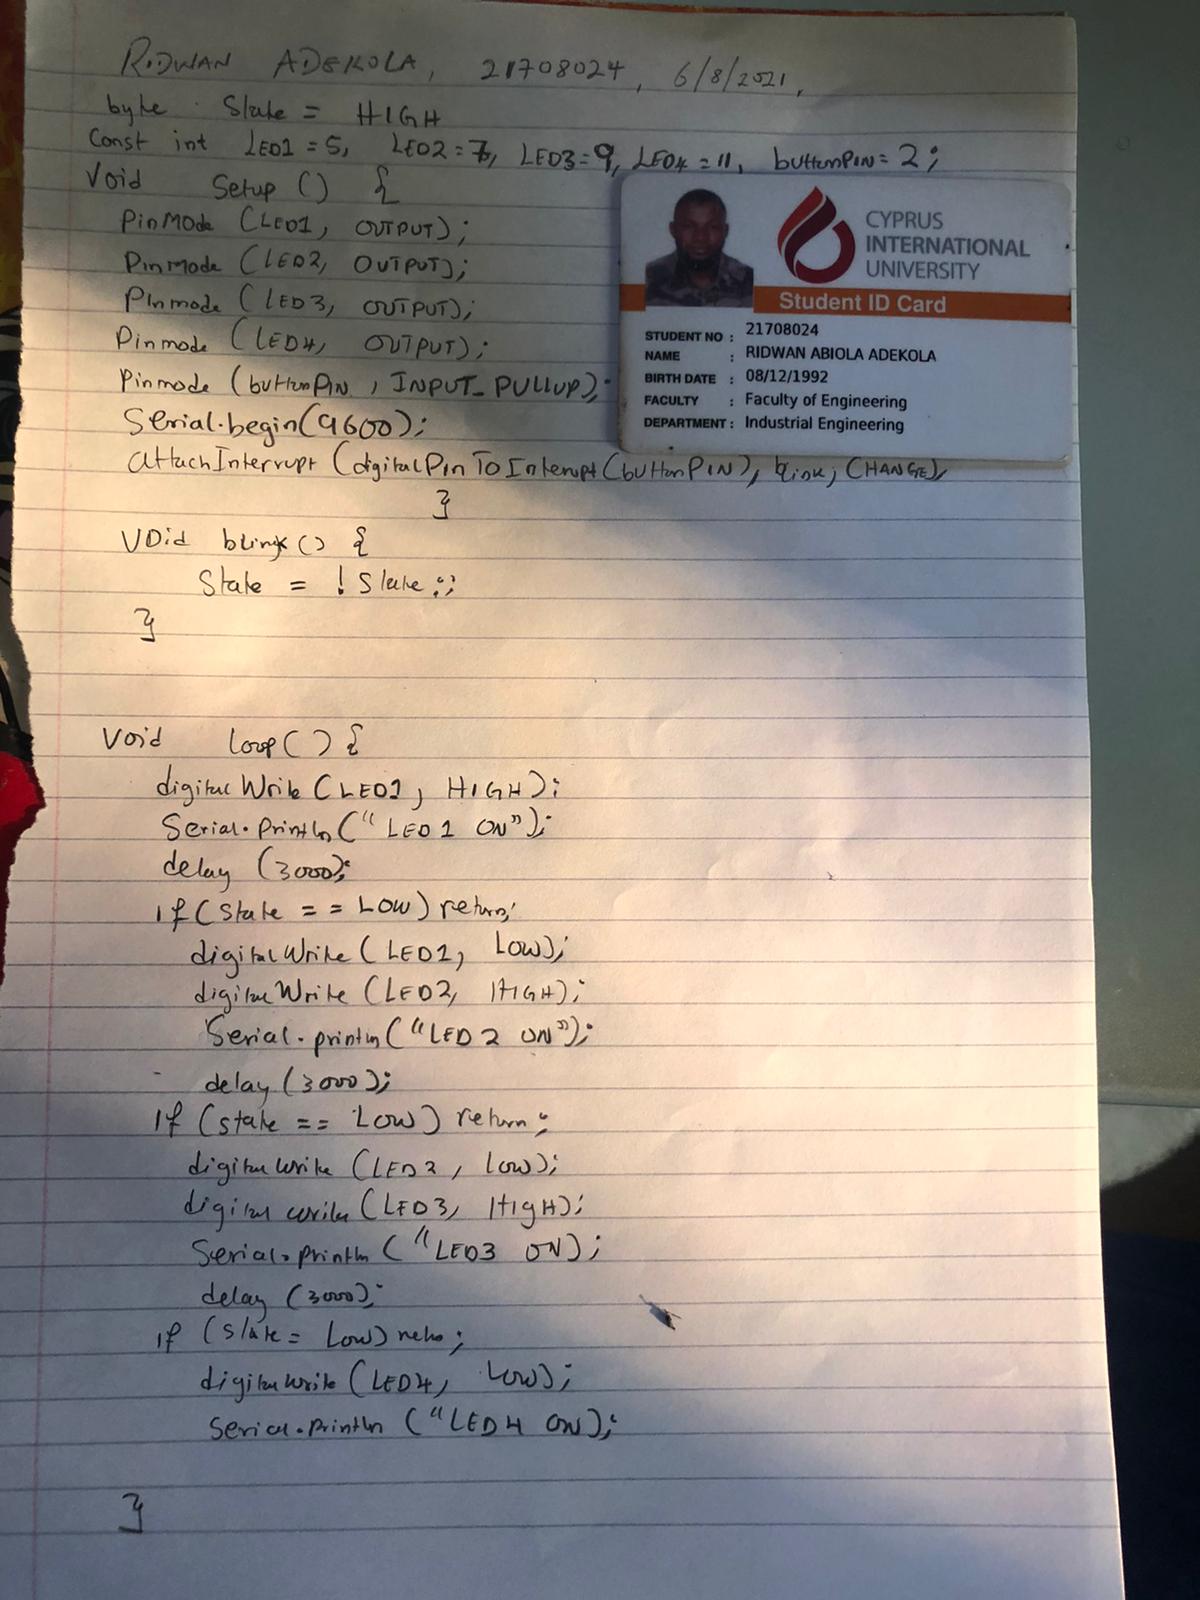 RIDWAN ADEKOLA, 21708024, 6/8/2021,
byte State = HIGH
Const int LED1 = 5, LED2 = 7, LED3 = 9, LED4 = 11, buttonPIN = 2;
Void Setup () {
PinMode (LED1, OUTPUT);
Pinmode (LED2, OUTPUT);
Pinmode (LED3, OUTPUT);
Pinmode (LED4, OUTPUT);
Pinmode (buttonPIN, INPUT_PULLUP);
Serial.begin(9600);
attachInterrupt (digitalPinToInterupt(buttonPIN), blink, CHANGE),
}
CYPRUS
INTERNATIONAL
UNIVERSITY
Student ID Card
STUDENT NO : 21708024
NAME : RIDWAN ABIOLA ADEKOLA
BIRTH DATE : 08/12/1992
FACULTY : Faculty of Engineering
DEPARTMENT : Industrial Engineering
VOid blink () {
State = ! State ;;
}
Void Loop () {
digitalWrite (LED1, HIGH);
Serial.println (" LED 1 ON");
delay (3000);
if (State == LOW) return;
digitalWrite (LED1, LOW);
digitalWrite (LED2, HIGH);
Serial.println ("LED 2 ON");
delay (3000);
If (state == LOW) return;
digitalwrite (LED2, LOW);
digitalwrite (LED3, HIgH);
Serial.println ("LED3 ON);
delay (3000);
if (State = LOW) ;
digitalwrite (LED4, LOW);
Serial.println ("LED4 ON);
}